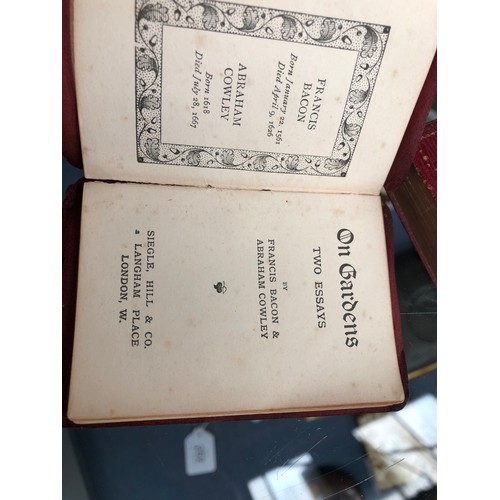 FRANCIS
BACON
Born January 22, 1561
Died April 9, 1626
ABRAHAM
COWLEY
Born 1618
Died July 28, 1667
On Gardens
TWO ESSAYS
BY
FRANCIS BACON &
ABRAHAM COWLEY
SIEGLE, HILL & CO.
2 LANGHAM PLACE
LONDON, W.